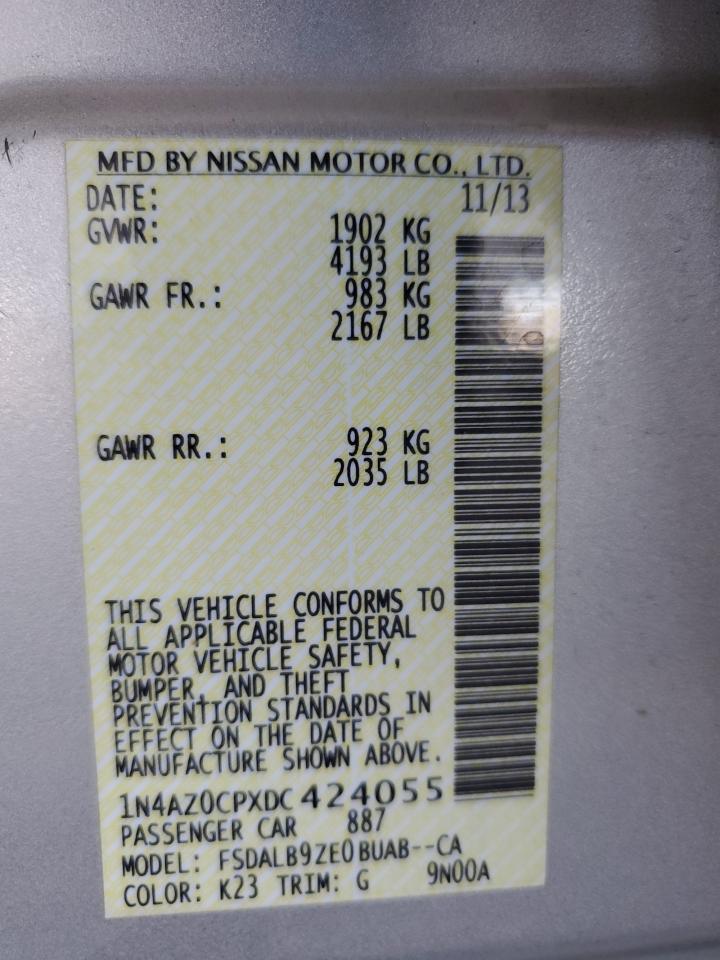 MFD BY NISSAN MOTOR CO., LTD.
DATE: 11/13
GVWR: 1902 KG
4193 LB
GAWR FR.: 983 KG
2167 LB
GAWR RR.: 923 KG
2035 LB
THIS VEHICLE CONFORMS TO
ALL APPLICABLE FEDERAL
MOTOR VEHICLE SAFETY,
BUMPER, AND THEFT
PREVENTION STANDARDS IN
EFFECT ON THE DATE OF
MANUFACTURE SHOWN ABOVE.
1N4AZ0CPXDC424055
PASSENGER CAR 887
MODEL: FSDALB9ZE0BUAB--CA
COLOR: K23 TRIM: G 9N00A